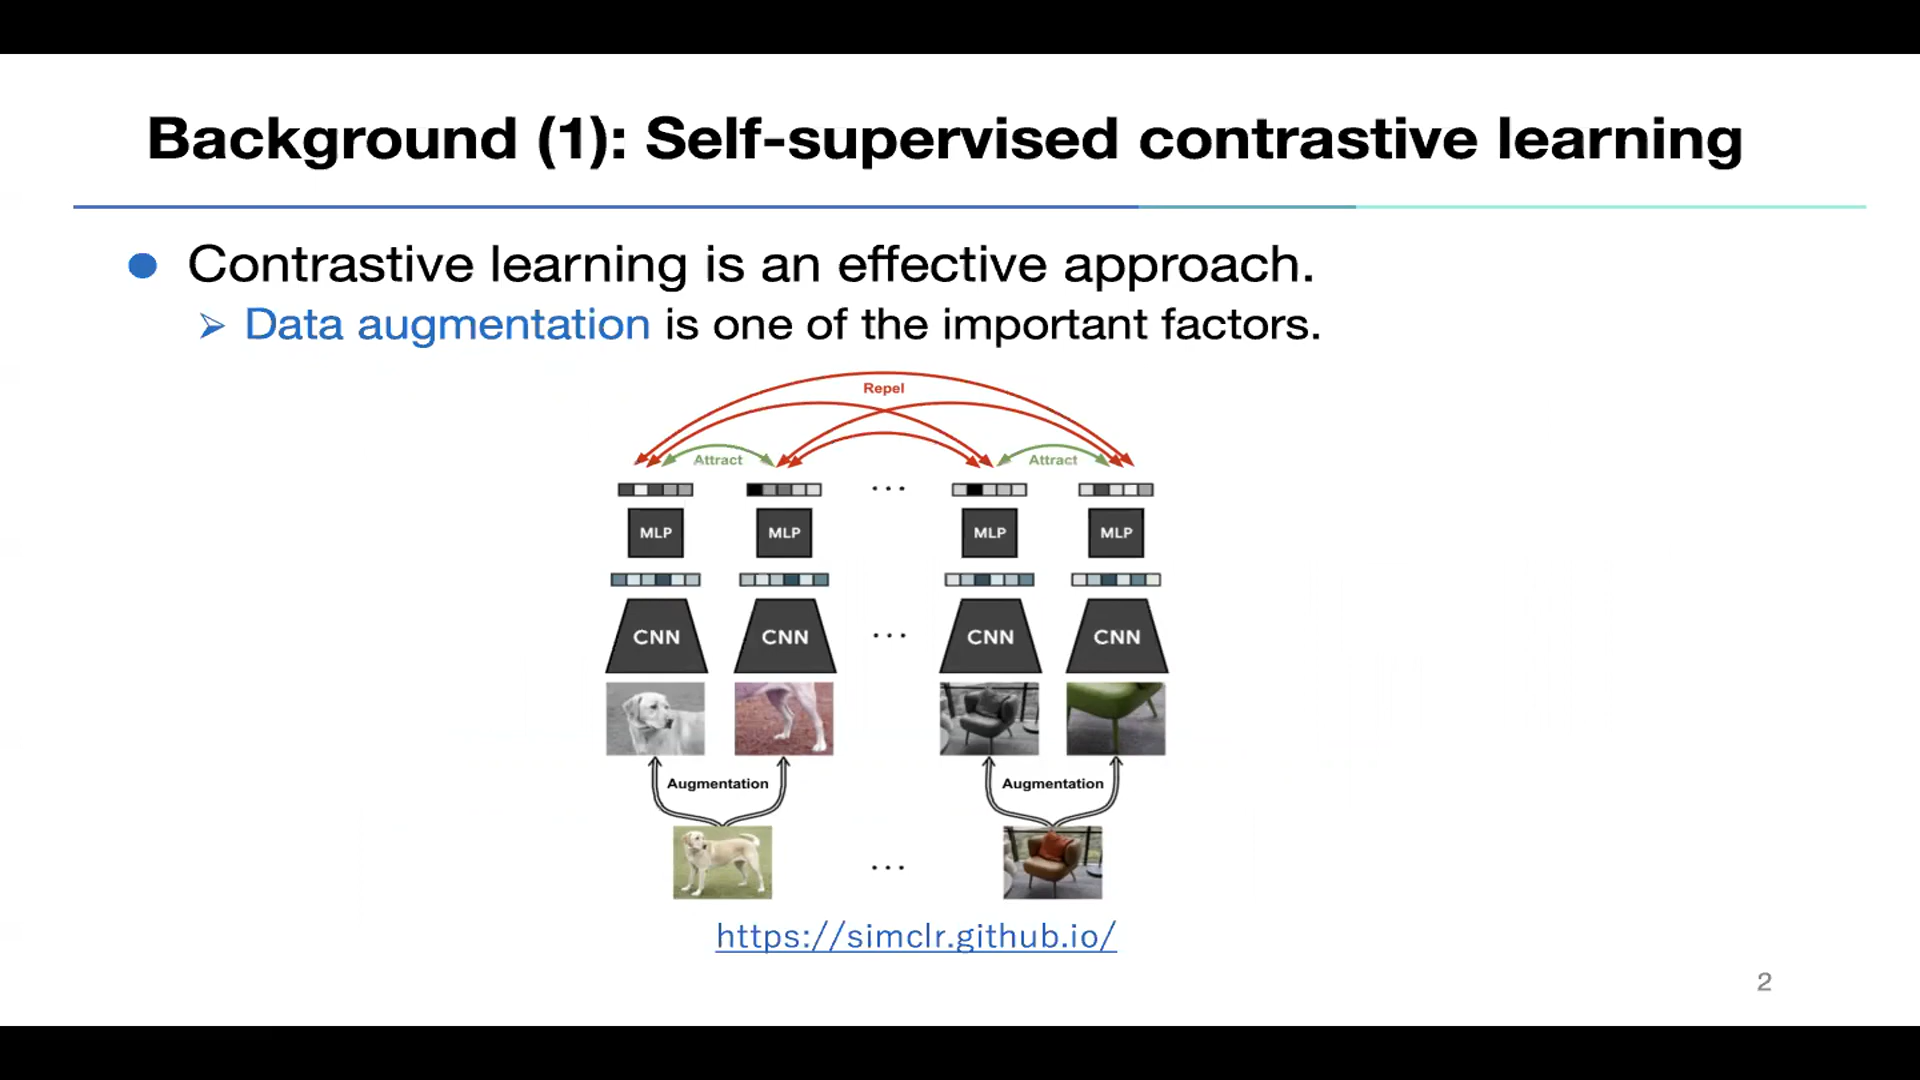 Background (1): Self-supervised contrastive learning
Contrastive learning is an effective approach.
Data augmentation is one of the important factors.
Repel
Attract
Attract
...
MLP
MLP
MLP
MLP
CNN
CNN
...
CNN
CNN
Augmentation
Augmentation
...
https://simclr.github.io/
2